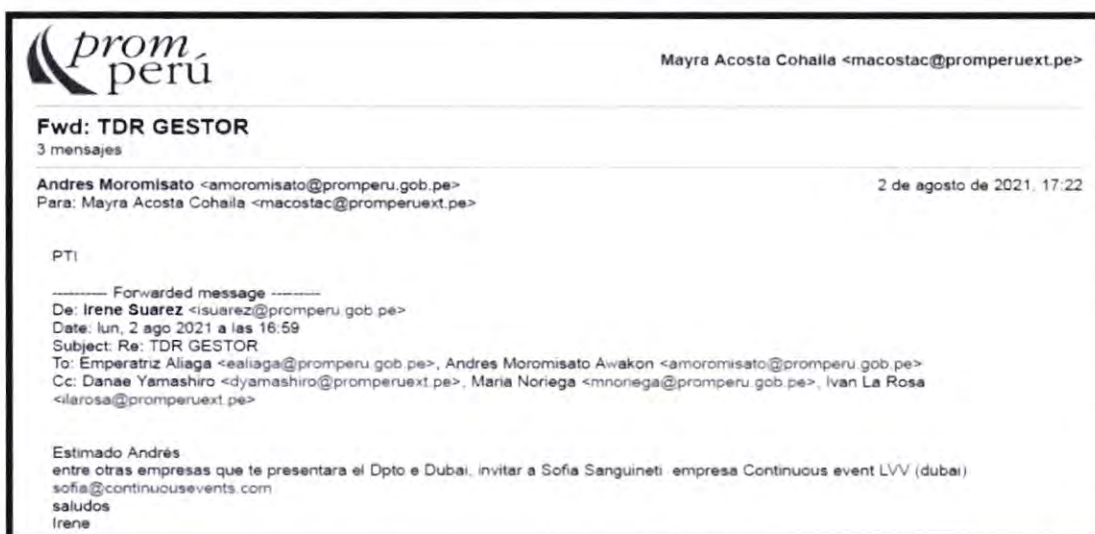 prom
perú
Mayra Acosta Cohaila <macostac@promperuext.pe>
Fwd: TDR GESTOR
3 mensajes
Andres Moromisato <amoromisato@promperu.gob.pe>
2 de agosto de 2021, 17:22
Para: Mayra Acosta Cohaila <macostac@promperuext.pe>
PTI
---------- Forwarded message ---------
De: Irene Suarez <isuarez@promperu.gob.pe>
Date: lun, 2 ago 2021 a las 16:59
Subject: Re: TDR GESTOR
To: Emperatriz Aliaga <ealiaga@promperu.gob.pe>, Andres Moromisato Awakon <amoromisato@promperu.gob.pe>
Cc: Danae Yamashiro <dyamashiro@promperuext.pe>, Maria Noriega <mnoriega@promperu.gob.pe>, Ivan La Rosa
<ilarosa@promperuext.pe>
Estimado Andrés
entre otras empresas que te presentara el Dpto e Dubai, invitar a Sofia Sanguineti empresa Continuous event LVV (dubai)
sofia@continuousevents.com
saludos
Irene